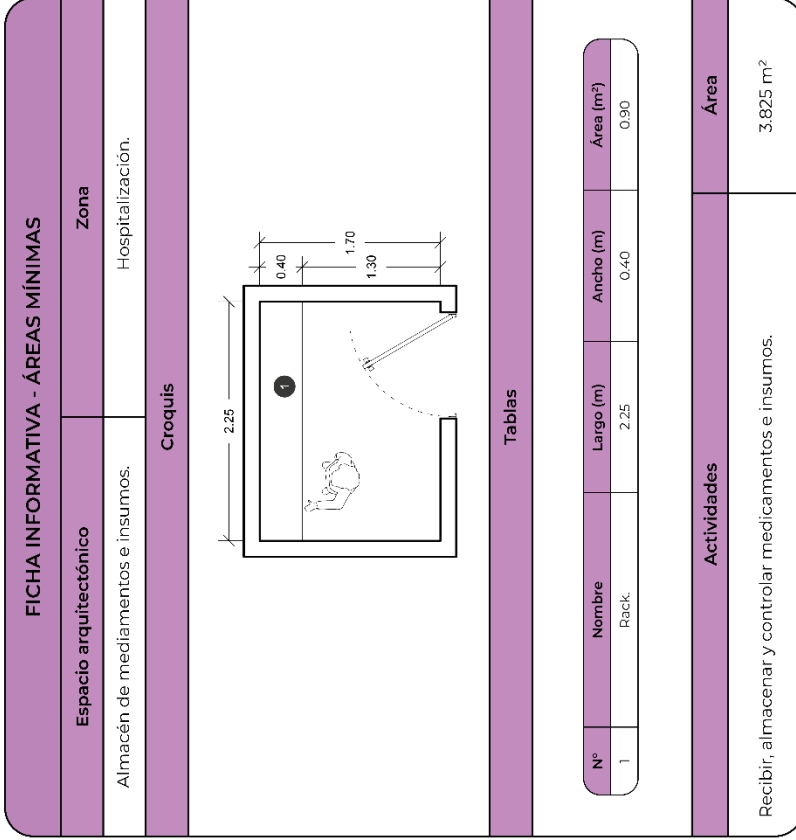 FICHA INFORMATIVA - ÁREAS MÍNIMAS
Espacio arquitectónico Zona
Almacén de mediamentos e insumos. Hospitalización.
Croquis
2.25
1
0.40
1.30
1.70
Tablas
N° Nombre Largo (m) Ancho (m) Área (m²)
1 Rack. 2.25 0.40 0.90
Actividades Área
Recibir, almacenar y controlar medicamentos e insumos. 3.825 m²